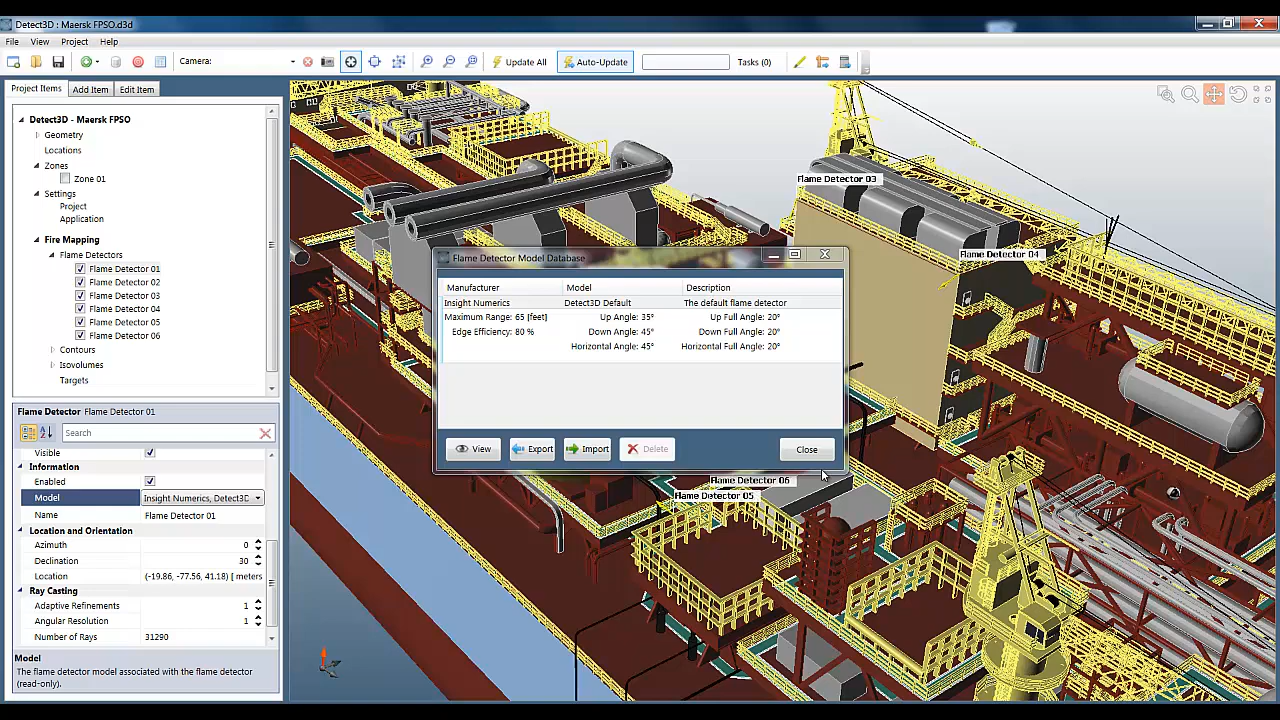 Detect3D : Maersk FPSO.d3d
File View Project Help
Camera: Update All Auto-Update Tasks (0)
Project Items Add Item Edit Item
Detect3D - Maersk FPSO
Geometry
Locations
Zones
Zone 01
Settings
Project
Application
Fire Mapping
Flame Detectors
Flame Detector 01
Flame Detector 02
Flame Detector 03
Flame Detector 04
Flame Detector 05
Flame Detector 06
Contours
Isovolumes
Targets
Flame Detector Flame Detector 01
Search
Visible
Information
Enabled
Model Insight Numerics, Detect3D
Name Flame Detector 01
Location and Orientation
Azimuth 0
Declination 30
Location (-19.86, -77.56, 41.18) [ meters
Ray Casting
Adaptive Refinements 1
Angular Resolution 1
Number of Rays 31290
Model
The flame detector model associated with the flame detector
(read-only).
Flame Detector 03
Flame Detector 04
Flame Detector Model Database
Manufacturer Model Description
Insight Numerics Detect3D Default The default flame detector
Maximum Range: 65 [feet] Up Angle: 35° Up Full Angle: 20°
Edge Efficiency: 80 % Down Angle: 45° Down Full Angle: 20°
Horizontal Angle: 45° Horizontal Full Angle: 20°
View Export Import Delete Close
Flame Detector 06
Flame Detector 05